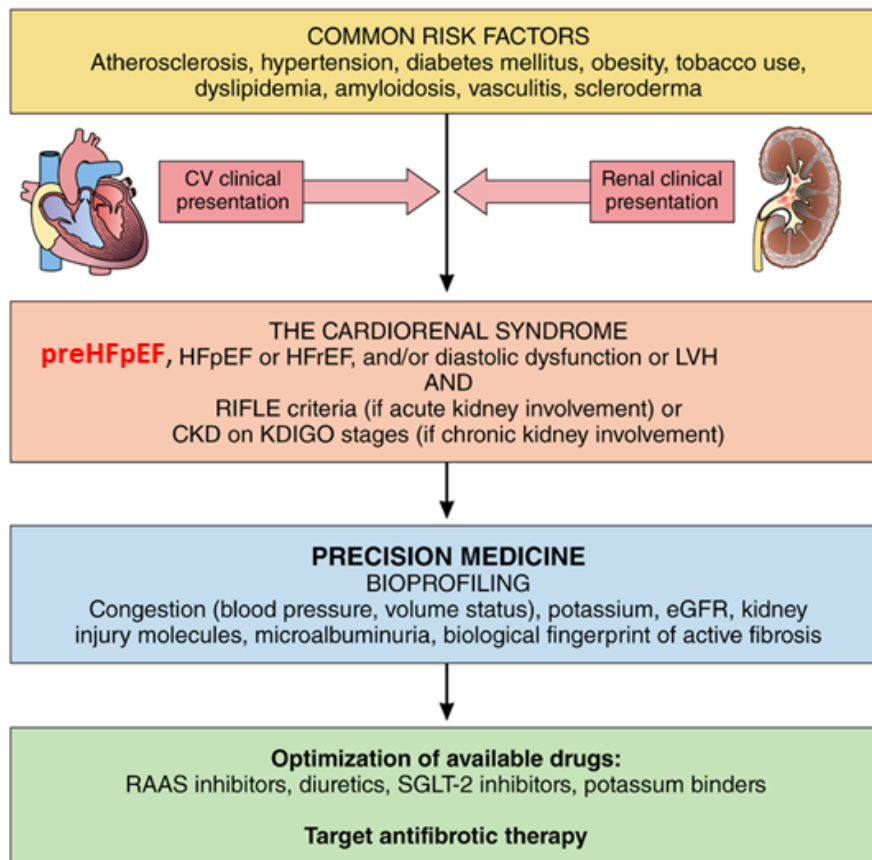 COMMON RISK FACTORS
Atherosclerosis, hypertension, diabetes mellitus, obesity, tobacco use,
dyslipidemia, amyloidosis, vasculitis, scleroderma
CV clinical
presentation
Renal clinical
presentation
THE CARDIORENAL SYNDROME
preHFpEF, HFpEF or HFrEF, and/or diastolic dysfunction or LVH
AND
RIFLE criteria (if acute kidney involvement) or
CKD on KDIGO stages (if chronic kidney involvement)
PRECISION MEDICINE
BIOPROFILING
Congestion (blood pressure, volume status), potassium, eGFR, kidney
injury molecules, microalbuminuria, biological fingerprint of active fibrosis
Optimization of available drugs:
RAAS inhibitors, diuretics, SGLT-2 inhibitors, potassum binders
Target antifibrotic therapy